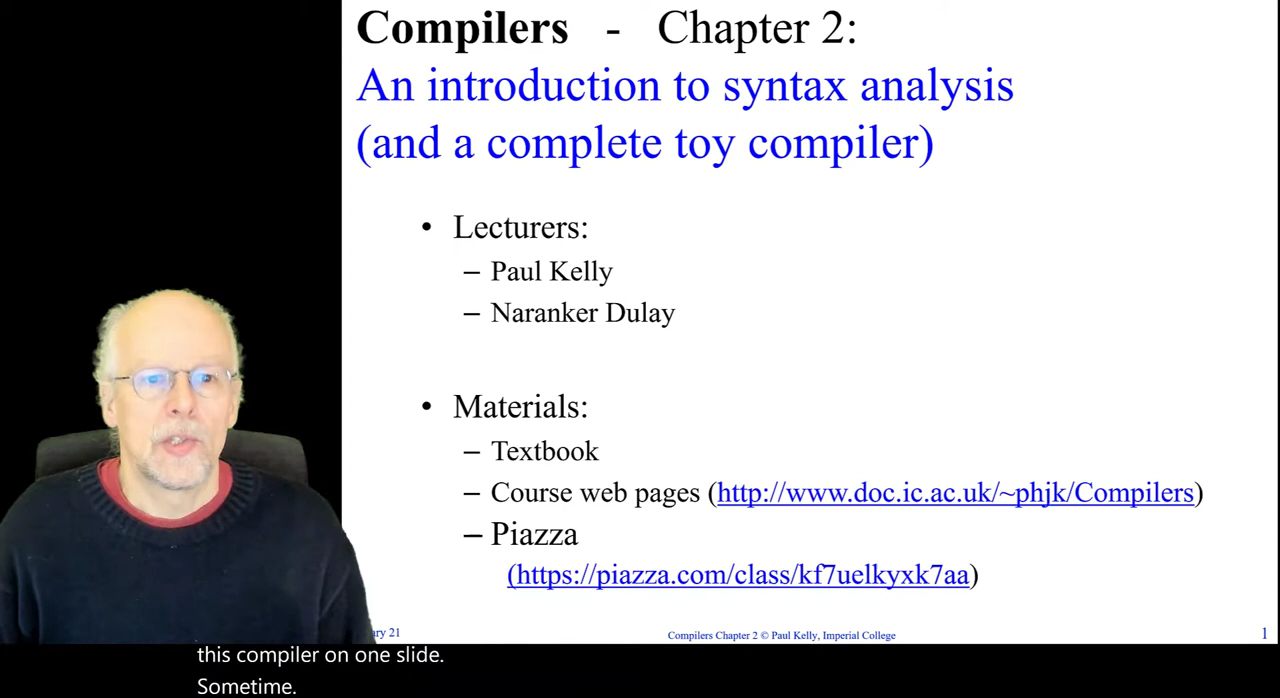 Compilers - Chapter 2:
An introduction to syntax analysis
(and a complete toy compiler)
• Lecturers:
– Paul Kelly
– Naranker Dulay
• Materials:
– Textbook
– Course web pages (http://www.doc.ic.ac.uk/~phjk/Compilers)
– Piazza
(https://piazza.com/class/kf7uelkyxk7aa)
ary 21
Compilers Chapter 2 © Paul Kelly, Imperial College
1
this compiler on one slide.
Sometime.